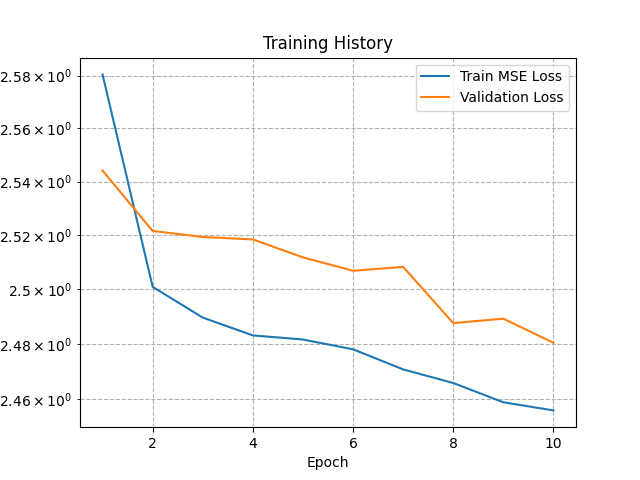 Training History
Train MSE Loss
Validation Loss
2.58 × 10⁰
2.56 × 10⁰
2.54 × 10⁰
2.52 × 10⁰
2.5 × 10⁰
2.48 × 10⁰
2.46 × 10⁰
2 4 6 8 10
Epoch